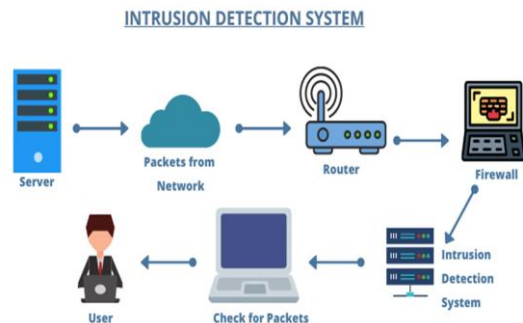 INTRUSION DETECTION SYSTEM
Server
Packets from
Network
Router
Firewall
Intrusion
Detection
System
Check for Packets
User